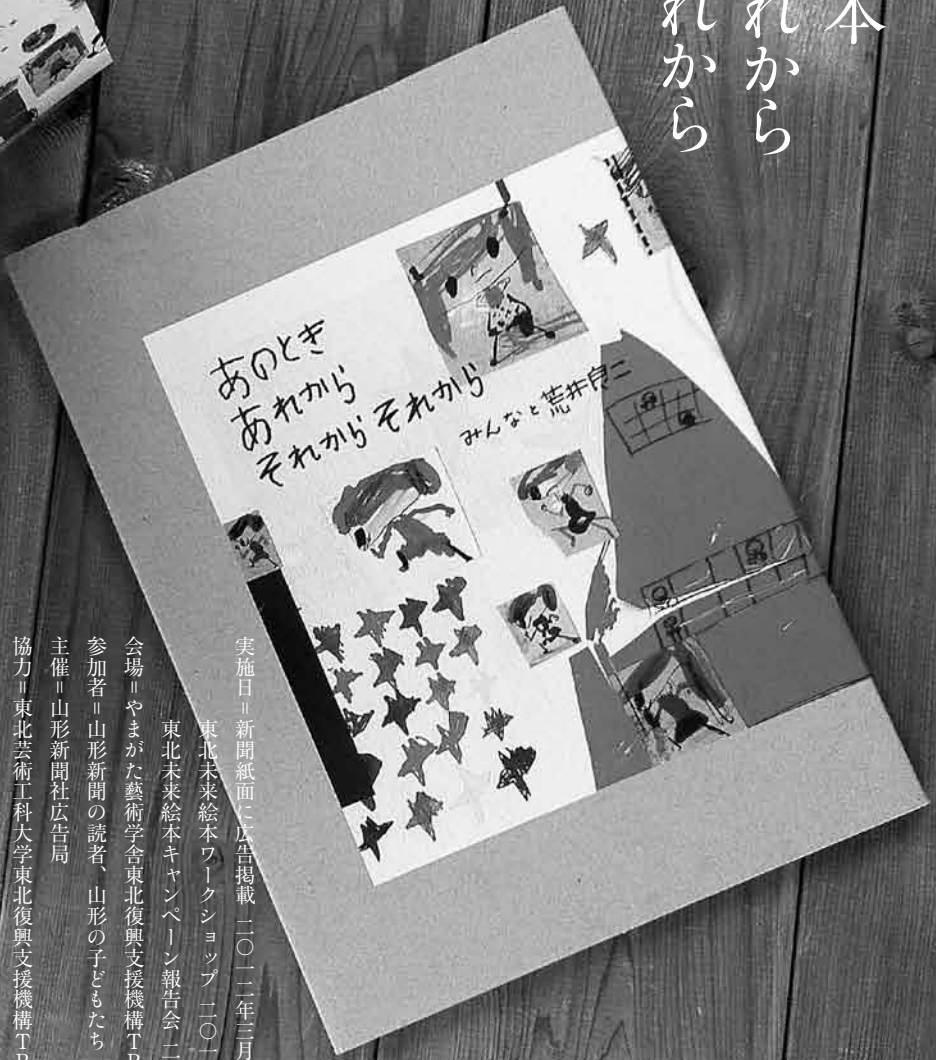 本
れから
れから
あのとき
あれから
それから それから
みんなと荒井良二
実施日=新聞紙面に広告掲載 二〇一二年三月
東北未来絵本ワークショップ 二〇一
東北未来絵本キャンペーン報告会 二
会場=やまがた藝術学舎東北復興支援機構TR
参加者=山形新聞の読者、山形の子どもたち
主催=山形新聞社広告局
協力=東北芸術工科大学東北復興支援機構TR